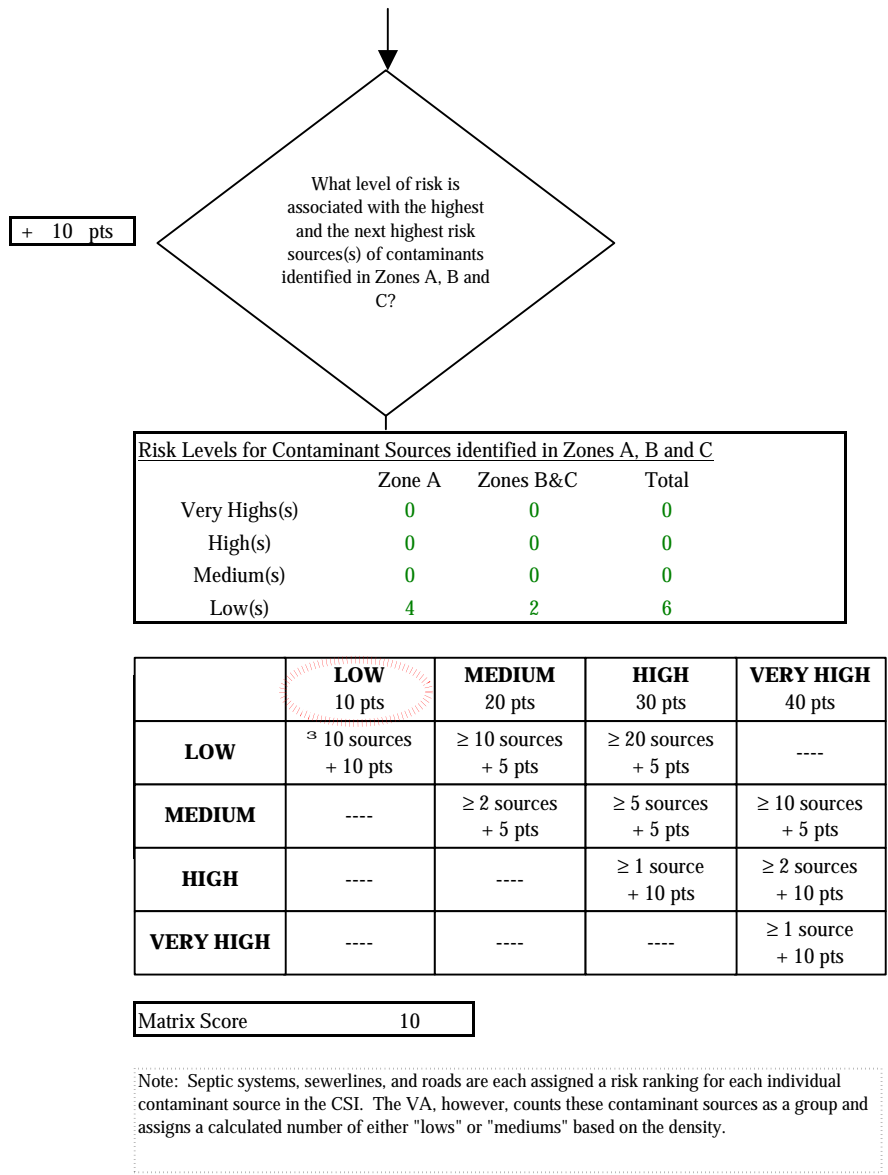 What level of risk is
associated with the highest
and the next highest risk
sources(s) of contaminants
identified in Zones A, B and
C?
+ 10 pts
Risk Levels for Contaminant Sources identified in Zones A, B and C
Zone A Zones B&C Total
Very Highs(s) 0 0 0
High(s) 0 0 0
Medium(s) 0 0 0
Low(s) 4 2 6
LOW MEDIUM HIGH VERY HIGH
10 pts 20 pts 30 pts 40 pts
LOW ³ 10 sources ≥ 10 sources ≥ 20 sources ----
+ 10 pts + 5 pts + 5 pts
MEDIUM ---- ≥ 2 sources ≥ 5 sources ≥ 10 sources
+ 5 pts + 5 pts + 5 pts
HIGH ---- ---- ≥ 1 source ≥ 2 sources
+ 10 pts + 10 pts
VERY HIGH ---- ---- ---- ≥ 1 source
+ 10 pts
Matrix Score 10
Note: Septic systems, sewerlines, and roads are each assigned a risk ranking for each individual
contaminant source in the CSI. The VA, however, counts these contaminant sources as a group and
assigns a calculated number of either "lows" or "mediums" based on the density.